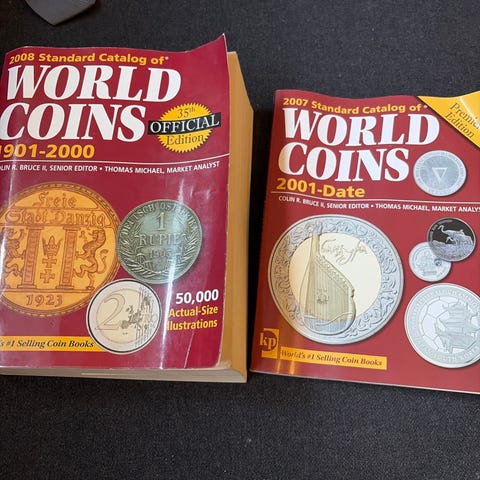 2008 Standard Catalog of®
WORLD
COINS
1901-2000
COLIN R. BRUCE II, SENIOR EDITOR • THOMAS MICHAEL, MARKET ANALYST
35th
OFFICIAL
Edition
Freie
Stadt Danzig
1923
1
RUPIE
2
50,000
Actual-Size
Illustrations
#1 Selling Coin Books
2007 Standard Catalog of®
WORLD
COINS
2001-Date
COLIN R. BRUCE II, SENIOR EDITOR • THOMAS MICHAEL, MARKET ANALYST
Premier
Edition
kp
World's #1 Selling Coin Books